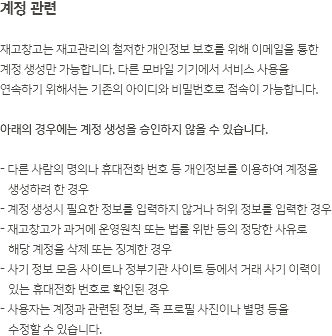 계정 관련
재고창고는 재고관리의 철저한 개인정보 보호를 위해 이메일을 통한
계정 생성만 가능합니다. 다른 모바일 기기에서 서비스 사용을
연속하기 위해서는 기존의 아이디와 비밀번호로 접속이 가능합니다.
아래의 경우에는 계정 생성을 승인하지 않을 수 있습니다.
- 다른 사람의 명의나 휴대전화 번호 등 개인정보를 이용하여 계정을
생성하려 한 경우
- 계정 생성시 필요한 정보를 입력하지 않거나 허위 정보를 입력한 경우
- 재고창고가 과거에 운영원칙 또는 법률 위반 등의 정당한 사유로
해당 계정을 삭제 또는 징계한 경우
- 사기 정보 모음 사이트나 정부기관 사이트 등에서 거래 사기 이력이
있는 휴대전화 번호로 확인된 경우
- 사용자는 계정과 관련된 정보, 즉 프로필 사진이나 별명 등을
수정할 수 있습니다.